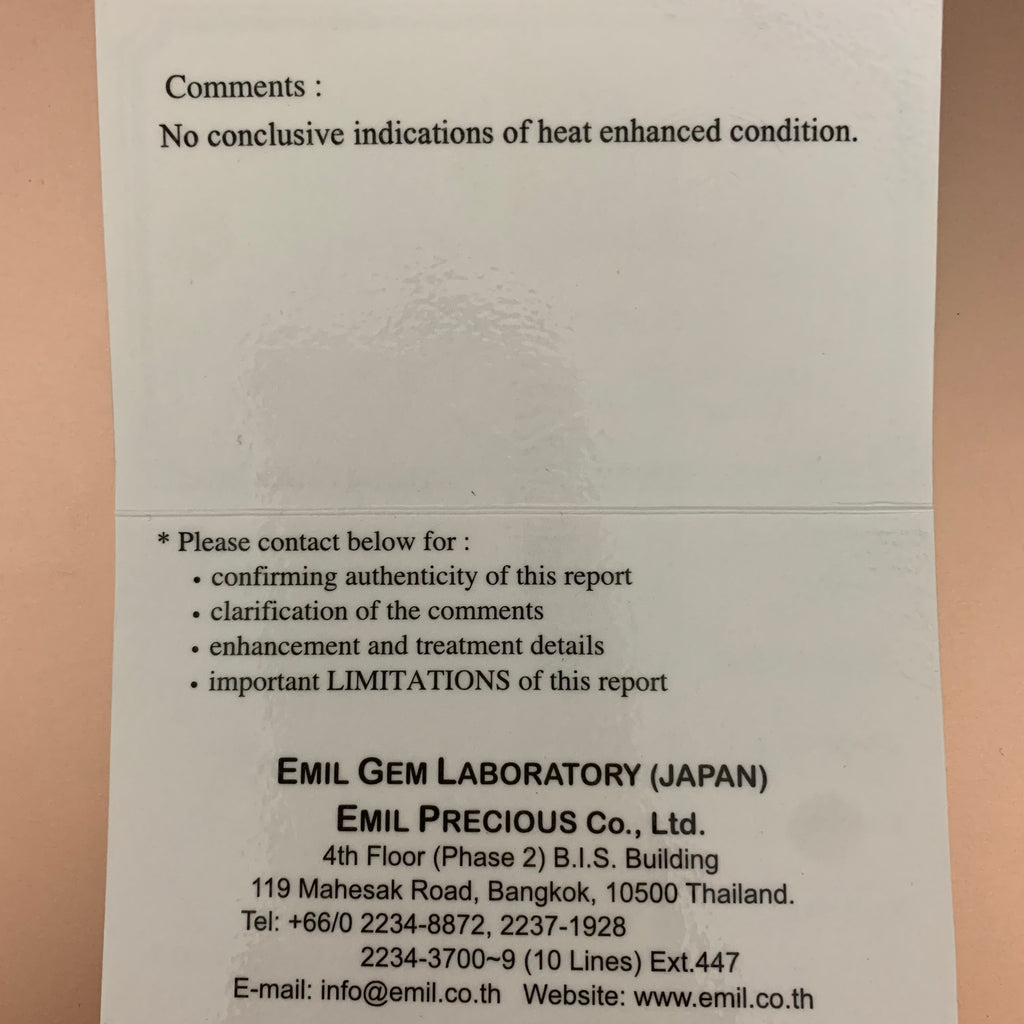 Comments :
No conclusive indications of heat enhanced condition.
* Please contact below for :
• confirming authenticity of this report
• clarification of the comments
• enhancement and treatment details
• important LIMITATIONS of this report
EMIL GEM LABORATORY (JAPAN)
EMIL PRECIOUS Co., Ltd.
4th Floor (Phase 2) B.I.S. Building
119 Mahesak Road, Bangkok, 10500 Thailand.
Tel: +66/0 2234-8872, 2237-1928
2234-3700~9 (10 Lines) Ext.447
E-mail: info@emil.co.th Website: www.emil.co.th